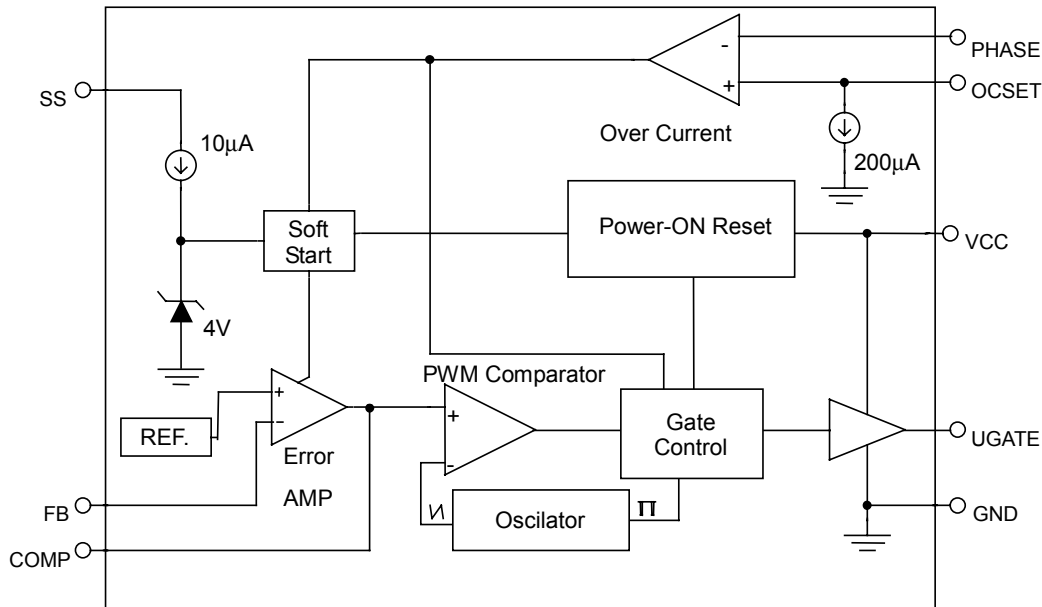 PHASE
-
OCSET
+
SS
10µA
Over Current
200µA
Soft
Start
Power-ON Reset
VCC
4V
PWM Comparator
+
+
REF.
-
Gate
Control
Error
UGATE
-
AMP
FB
Oscilator
GND
COMP